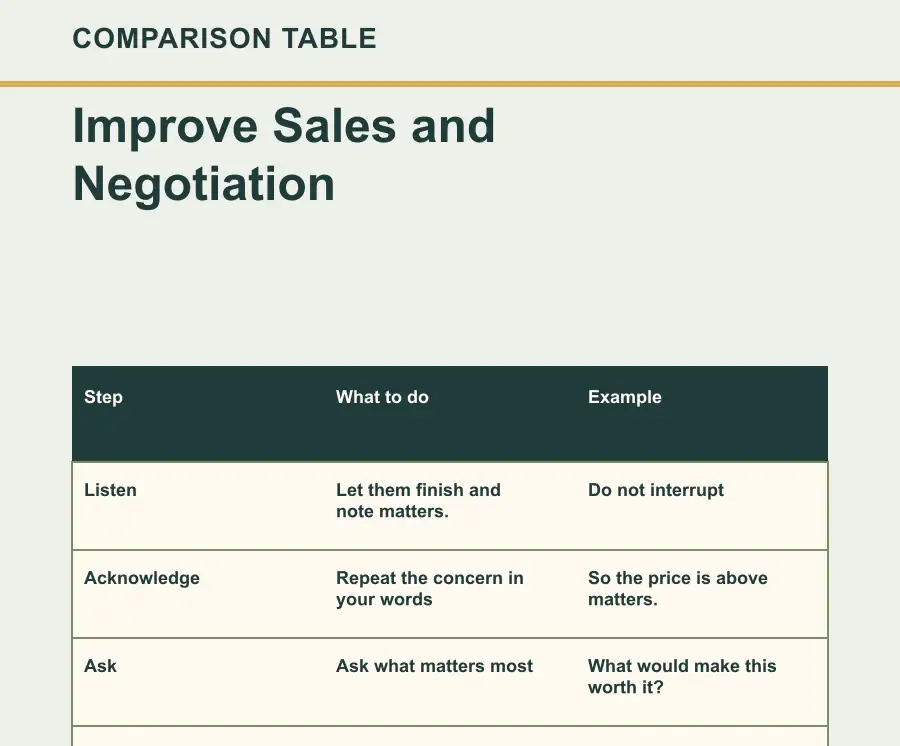 COMPARISON TABLE
Improve Sales and
Negotiation
Step
What to do
Example
Listen
Let them finish and
note matters.
Do not interrupt
Acknowledge
Repeat the concern in
your words
So the price is above
matters.
Ask
Ask what matters most
What would make this
worth it?